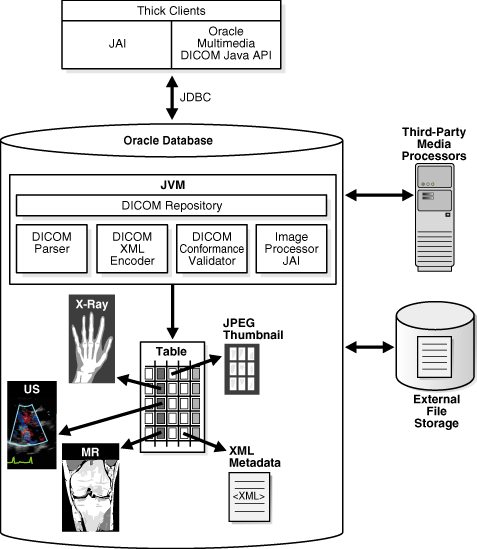 Thick Clients
JAI
Oracle
Multimedia
DICOM Java API
JDBC
Oracle Database
Third-Party
Media
Processors
JVM
DICOM Repository
DICOM
Parser
DICOM
XML
Encoder
DICOM
Conformance
Validator
Image
Processor
JAI
X-Ray
JPEG
Thumbnail
Table
US
MR
XML
Metadata
<XML>
External
File
Storage